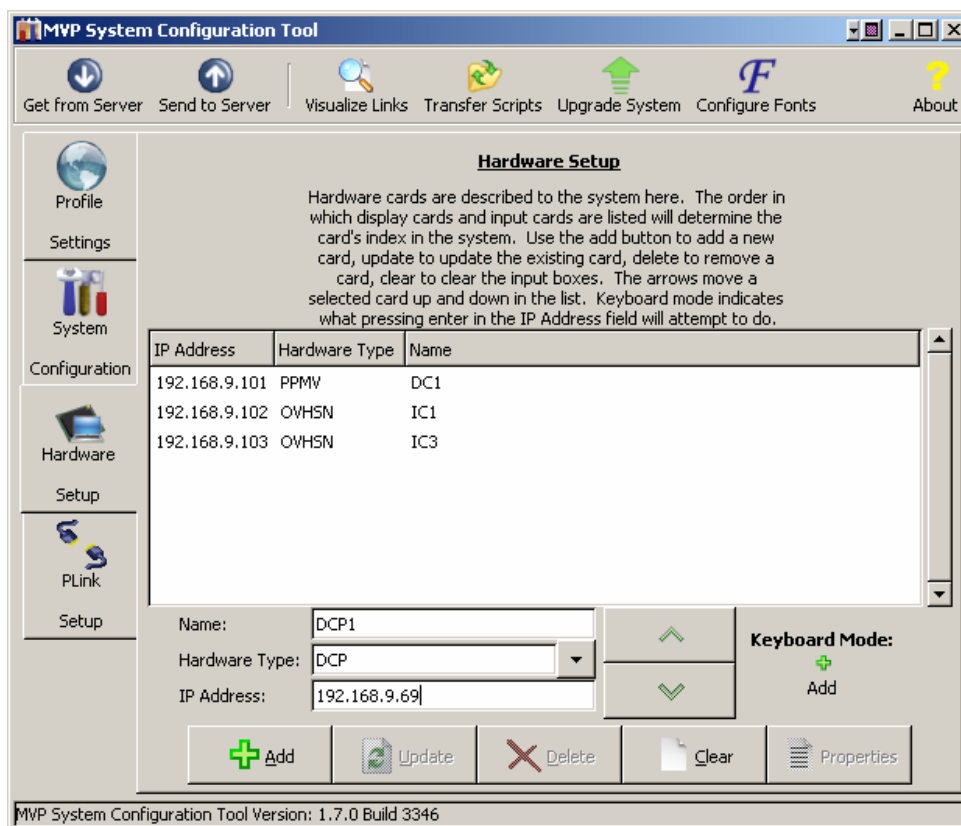 MVP System Configuration Tool
Get from Server Send to Server Visualize Links Transfer Scripts Upgrade System Configure Fonts About
Profile
Settings
System
Configuration
Hardware
Setup
PLink
Setup
Hardware Setup
Hardware cards are described to the system here. The order in
which display cards and input cards are listed will determine the
card's index in the system. Use the add button to add a new
card, update to update the existing card, delete to remove a
card, clear to clear the input boxes. The arrows move a
selected card up and down in the list. Keyboard mode indicates
what pressing enter in the IP Address field will attempt to do.
IP Address Hardware Type Name
192.168.9.101 PPMV DC1
192.168.9.102 OVHSN IC1
192.168.9.103 OVHSN IC3
Name: DCP1
Hardware Type: DCP
IP Address: 192.168.9.69
Keyboard Mode:
Add
Add Update Delete Clear Properties
MVP System Configuration Tool Version: 1.7.0 Build 3346